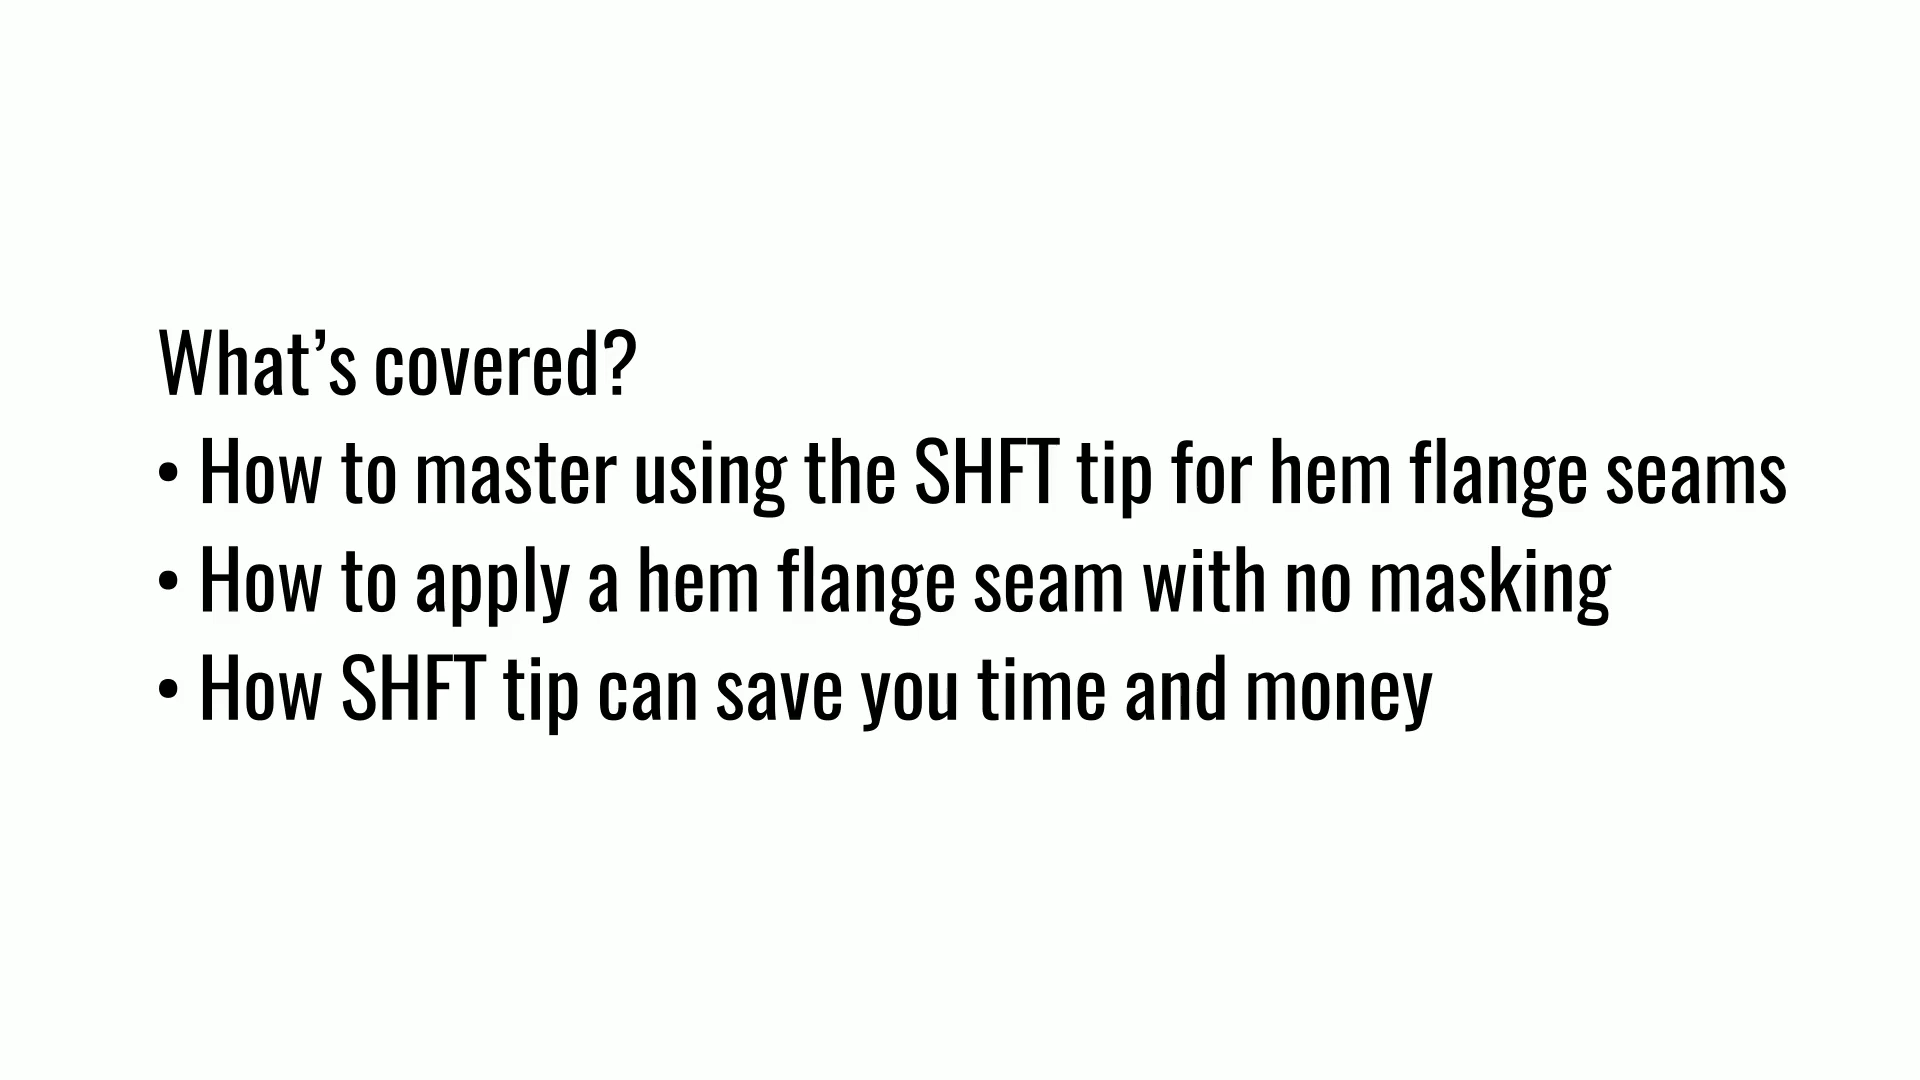 What’s covered?
• How to master using the SHFT tip for hem flange seams
• How to apply a hem flange seam with no masking
• How SHFT tip can save you time and money